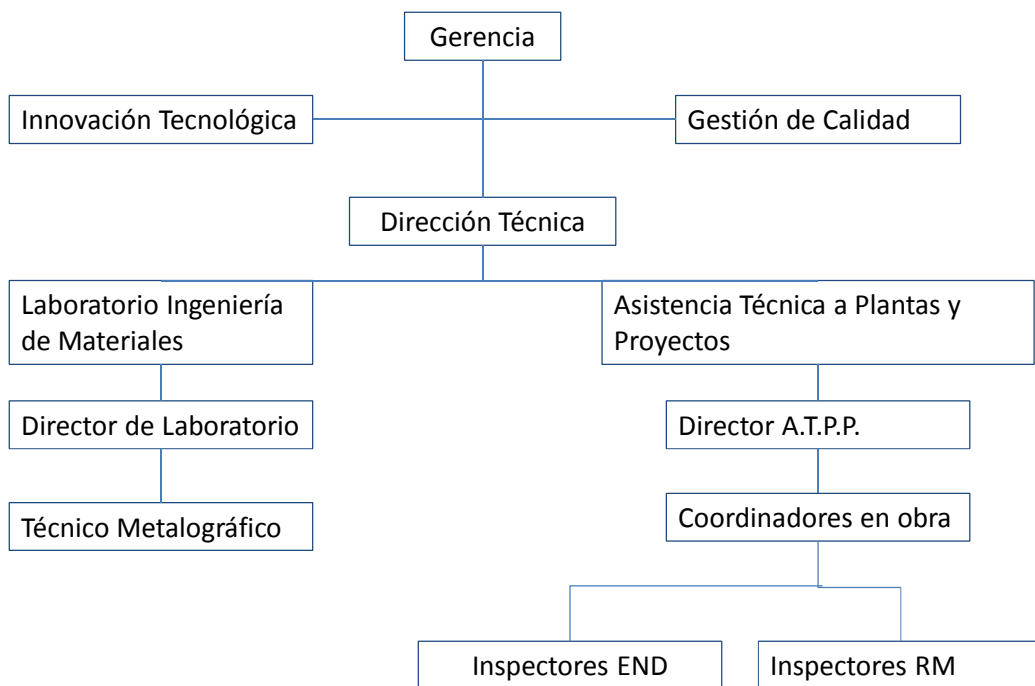 Gerencia
Innovación Tecnológica
Gestión de Calidad
Dirección Técnica
Laboratorio Ingeniería
de Materiales
Asistencia Técnica a Plantas y
Proyectos
Director de Laboratorio
Director A.T.P.P.
Técnico Metalográfico
Coordinadores en obra
Inspectores END
Inspectores RM